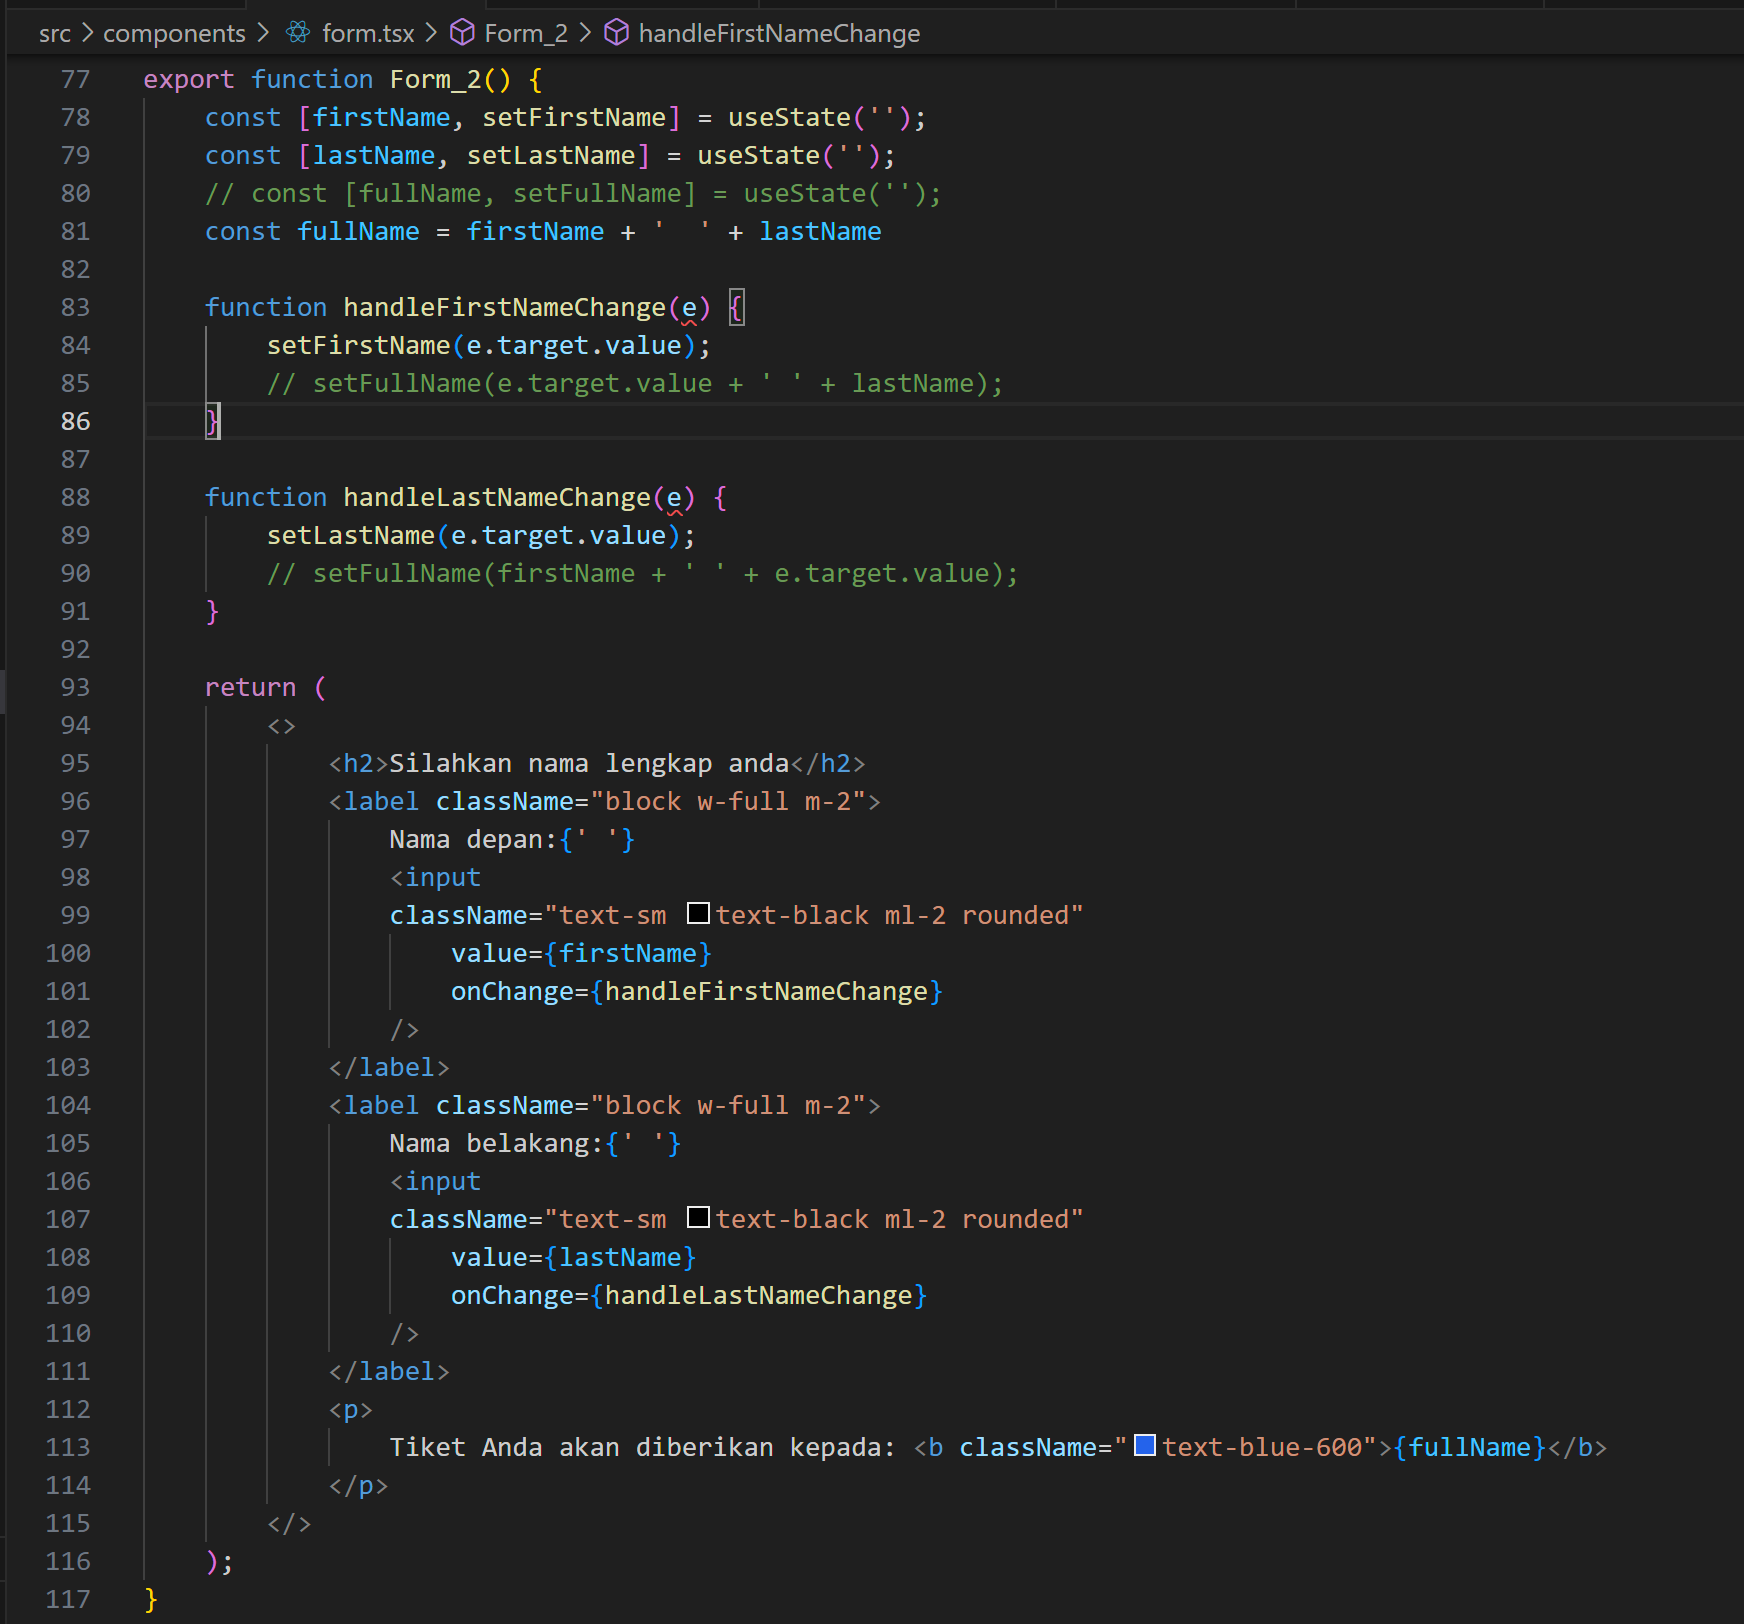 src > components > form.tsx > Form_2 > handleFirstNameChange
77 export function Form_2() {
78     const [firstName, setFirstName] = useState('');
79     const [lastName, setLastName] = useState('');
80     // const [fullName, setFullName] = useState('');
81     const fullName = firstName + '  ' + lastName
82
83     function handleFirstNameChange(e) {
84         setFirstName(e.target.value);
85         // setFullName(e.target.value + ' ' + lastName);
86     }
87
88     function handleLastNameChange(e) {
89         setLastName(e.target.value);
90         // setFullName(firstName + ' ' + e.target.value);
91     }
92
93     return (
94         <>
95             <h2>Silahkan nama lengkap anda</h2>
96             <label className="block w-full m-2">
97                 Nama depan:{' '}
98                 <input
99                 className="text-sm text-black ml-2 rounded"
100                     value={firstName}
101                     onChange={handleFirstNameChange}
102                 />
103             </label>
104             <label className="block w-full m-2">
105                 Nama belakang:{' '}
106                 <input
107                 className="text-sm text-black ml-2 rounded"
108                     value={lastName}
109                     onChange={handleLastNameChange}
110                 />
111             </label>
112             <p>
113                 Tiket Anda akan diberikan kepada: <b className="text-blue-600">{fullName}</b>
114             </p>
115         </>
116     );
117 }